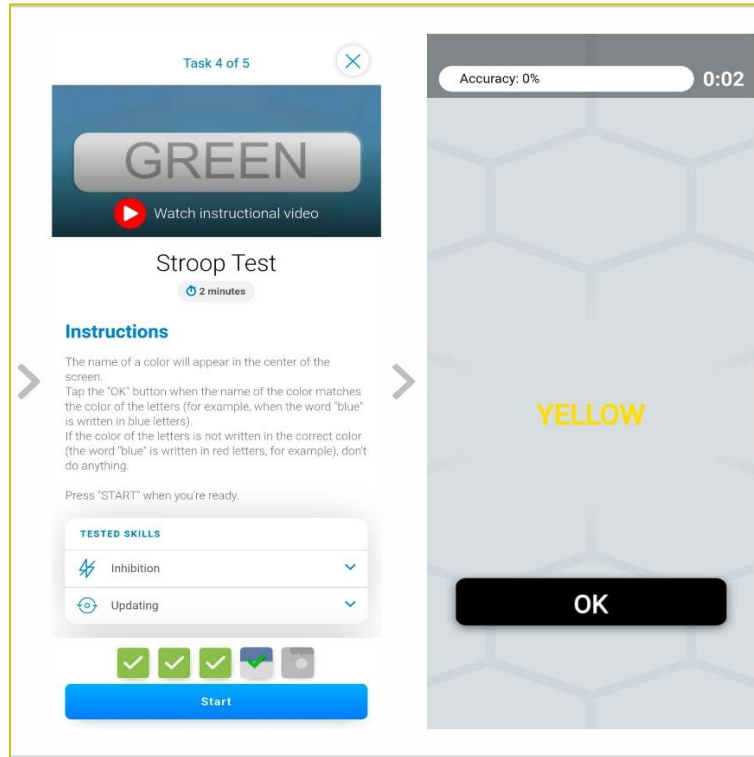 Task 4 of 5
GREEN
Watch instructional video
Stroop Test
2 minutes
Instructions
The name of a color will appear in the center of the
screen.
Tap the "OK" button when the name of the color matches
the color of the letters (for example, when the word "blue"
is written in blue letters).
If the color of the letters is not written in the correct color
(the word "blue" is written in red letters, for example), don't
do anything.
Press "START" when you're ready.
TESTED SKILLS
Inhibition
Updating
Start
Accuracy: 0%
0:02
YELLOW
OK